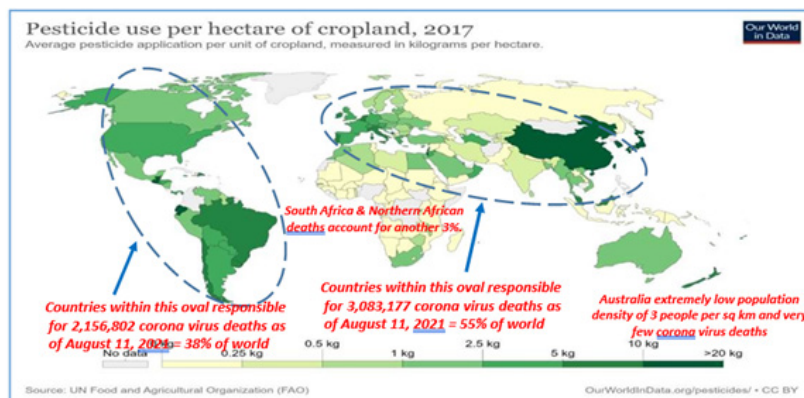 Pesticide use per hectare of cropland, 2017
Average pesticide application per unit of cropland, measured in kilograms per hectare.
Our World
in Data
South Africa & Northern African
deaths account for another 3%.
Countries within this oval responsible
for 2,156,802 corona virus deaths as
of August 11, 2021 = 38% of world
Countries within this oval responsible
for 3,083,177 corona virus deaths as
of August 11, 2021 = 55% of world
Australia extremely low population
density of 3 people per sq km and very
few corona virus deaths
No data
0.25 kg
0.5 kg
1 kg
2.5 kg
5 kg
10 kg
>20 kg
Source: UN Food and Agricultural Organization (FAO)
OurWorldInData.org/pesticides/ • CC BY